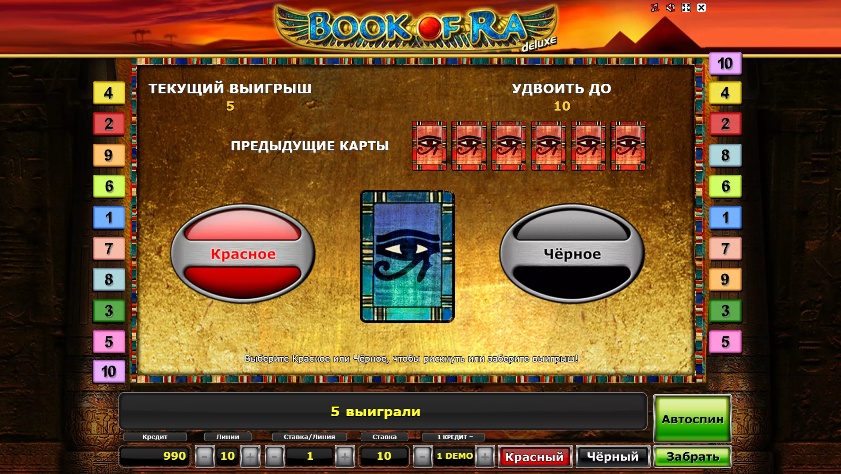 BOOK OF RA
deluxe
ТЕКУЩИЙ ВЫИГРЫШ
5
УДВОИТЬ ДО
10
ПРЕДЫДУЩИЕ КАРТЫ
Красное
Чёрное
Выберите Красное или Чёрное, чтобы рискнуть или заберите выигрыш!
4
2
9
6
1
7
8
3
5
10
10
4
2
8
6
1
7
9
3
5
5 выиграли
Автоспин
Кредит Линии Ставка/Линия Ставка 1 КРЕДИТ =
990 - 10 + - 1 + 10 - 1 DEMO + Красный Чёрный Забрать